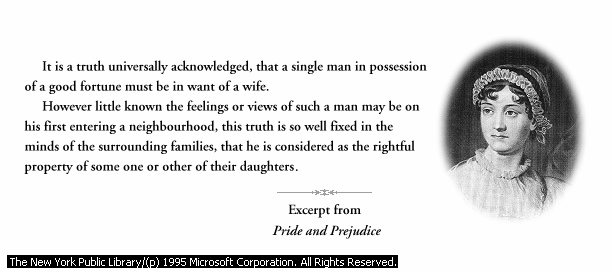 It is a truth universally acknowledged, that a single man in possession
of a good fortune must be in want of a wife.
However little known the feelings or views of such a man may be on
his first entering a neighbourhood, this truth is so well fixed in the
minds of the surrounding families, that he is considered as the rightful
property of some one or other of their daughters.
Excerpt from
Pride and Prejudice
The New York Public Library/(p) 1995 Microsoft Corporation. All Rights Reserved.